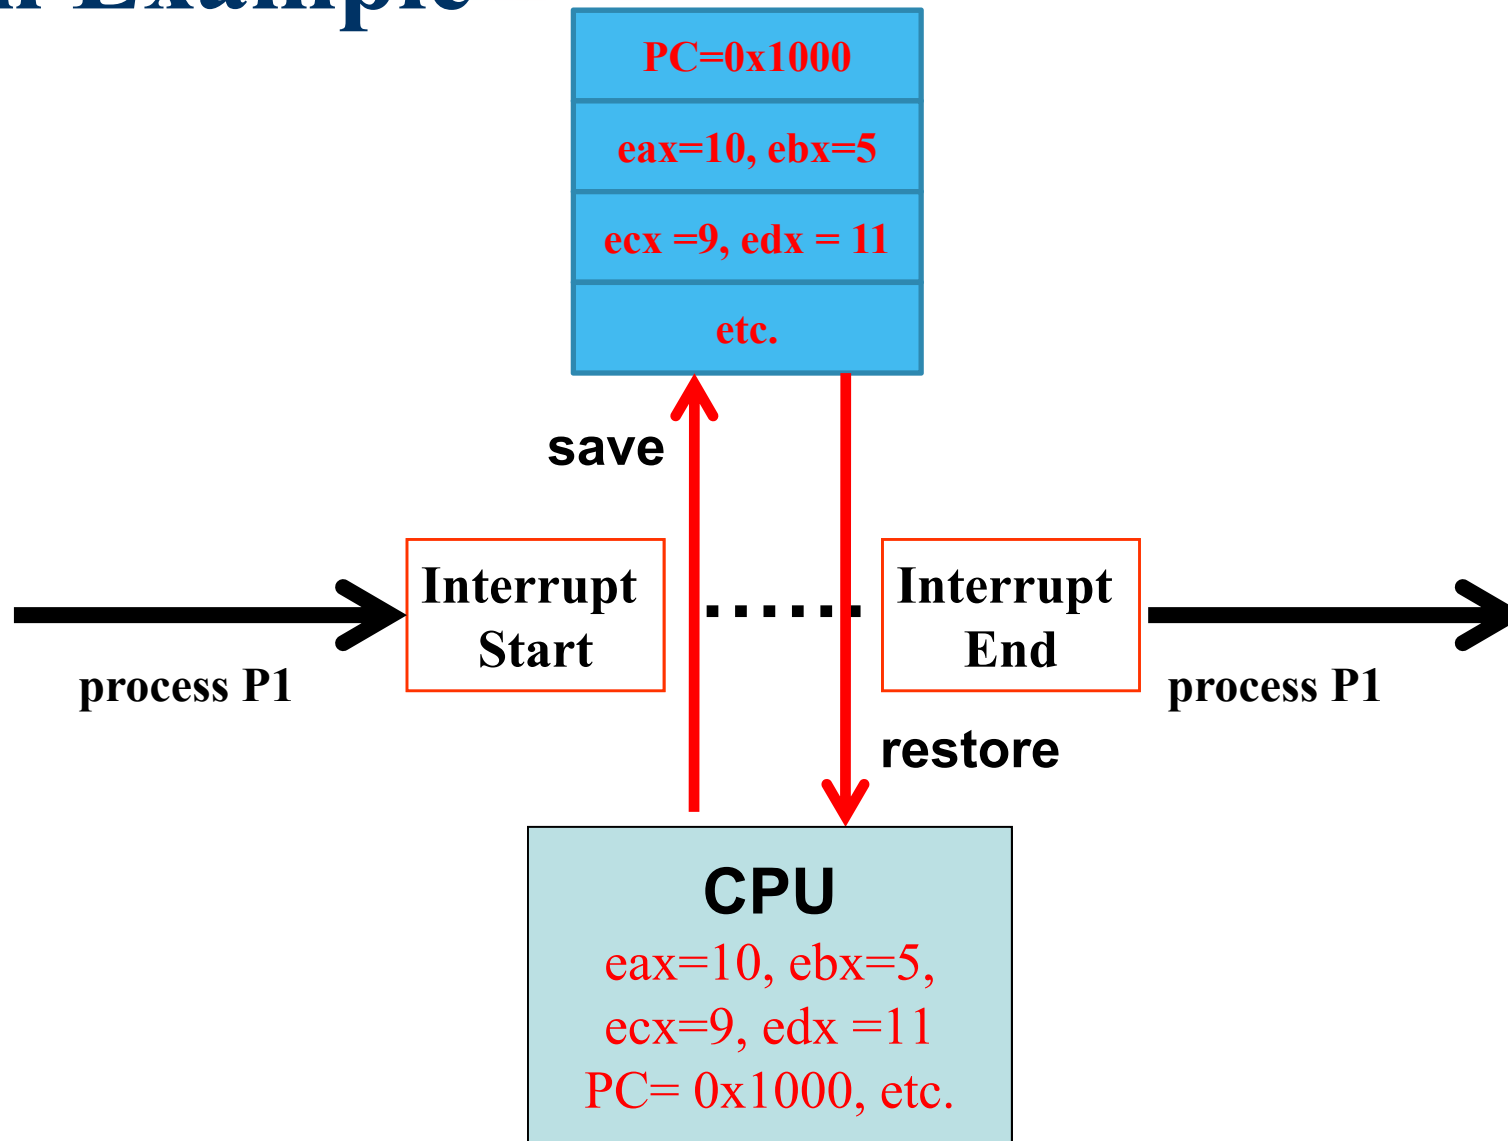 Example
PC=0x1000
eax=10, ebx=5
ecx =9, edx = 11
etc.
save
Interrupt
Start
......
Interrupt
End
process P1
process P1
restore
CPU
eax=10, ebx=5,
ecx=9, edx =11
PC= 0x1000, etc.